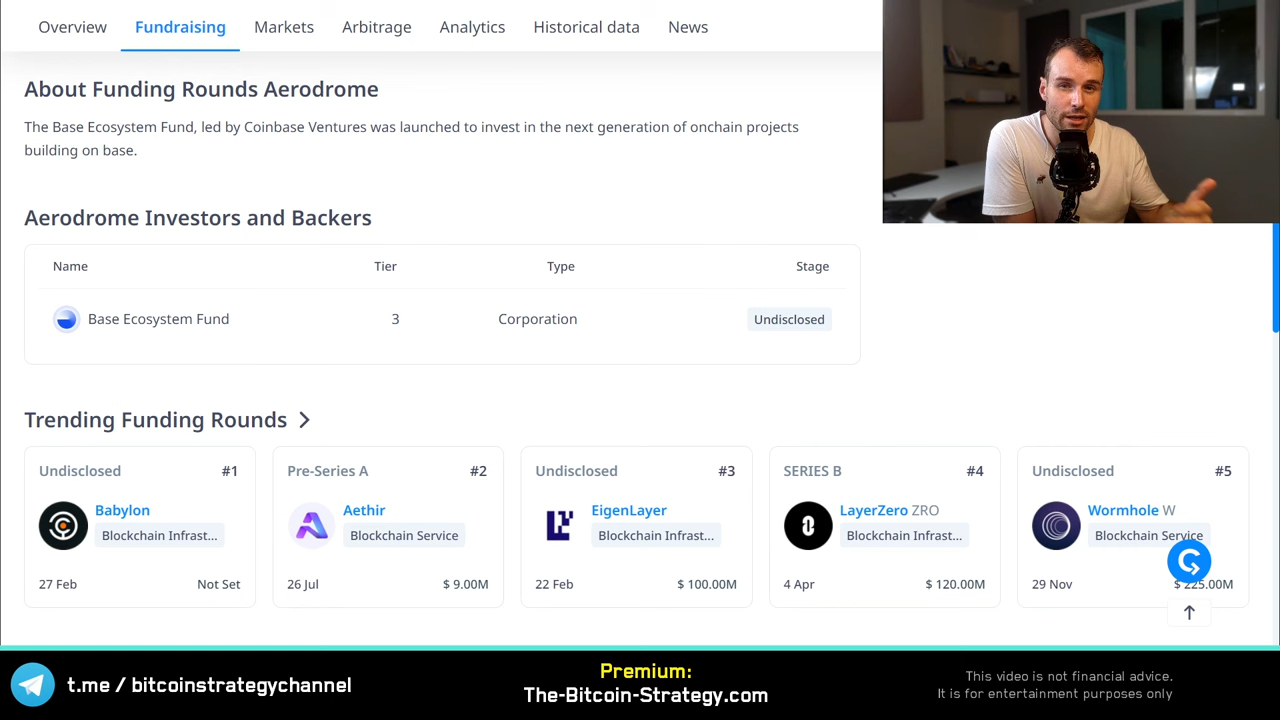 Overview Fundraising Markets Arbitrage Analytics Historical data News
About Funding Rounds Aerodrome
The Base Ecosystem Fund, led by Coinbase Ventures was launched to invest in the next generation of onchain projects
building on base.
Aerodrome Investors and Backers
Name Tier Type Stage
Base Ecosystem Fund 3 Corporation Undisclosed
Trending Funding Rounds
Undisclosed #1
Babylon
Blockchain Infrast...
27 Feb Not Set
Pre-Series A #2
Aethir
Blockchain Service
26 Jul $ 9.00M
Undisclosed #3
EigenLayer
Blockchain Infrast...
22 Feb $ 100.00M
SERIES B #4
LayerZero ZRO
Blockchain Infrast...
4 Apr $ 120.00M
Undisclosed #5
Wormhole W
Blockchain Service
29 Nov $ 225.00M
t.me / bitcoinstrategychannel
Premium:
The-Bitcoin-Strategy.com
This video is not financial advice.
It is for entertainment purposes only